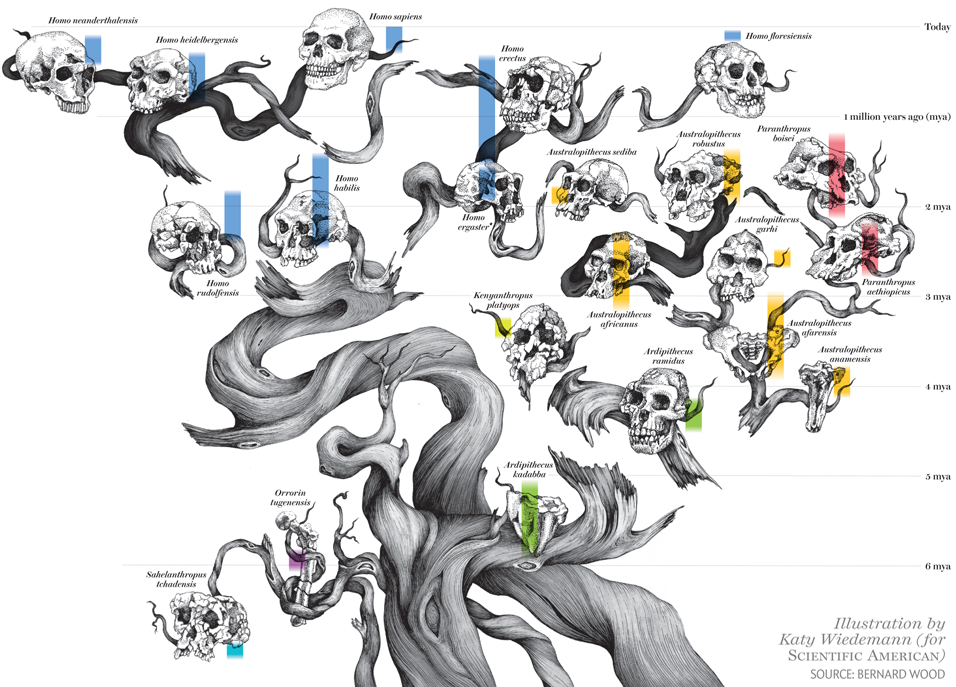 Homo neanderthalensis
Homo heidelbergensis
Homo sapiens
Homo
erectus
Homo floresiensis
Today
1 million years ago (mya)
Australopithecus
robustus
Paranthropus
boisei
Australopithecus sediba
Homo
habilis
Homo
ergaster
2 mya
Australopithecus
garhi
Homo
rudolfensis
Paranthropus
aethiopicus
3 mya
Kenyanthropus
platyops
Australopithecus
africanus
Australopithecus
afarensis
Ardipithecus
ramidus
Australopithecus
anamensis
4 mya
Ardipithecus
kadabba
5 mya
Orrorin
tugenensis
6 mya
Sahelanthropus
tchadensis
Illustration by
Katy Wiedemann (for
SCIENTIFIC AMERICAN)
SOURCE: BERNARD WOOD